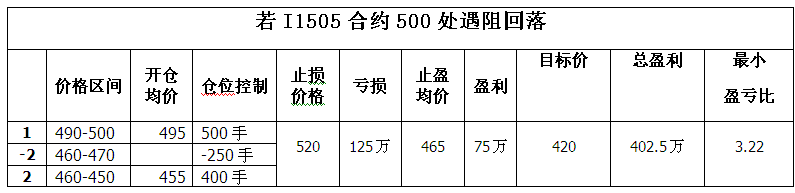 若 I1505 合约 500 处遇阻回落
价格区间 开仓均价 仓位控制 止损价格 亏损 止盈均价 盈利 目标价 总盈利 最小盈亏比
1 490-500 495 500 手 520 125 万 465 75 万 420 402.5 万 3.22
-2 460-470 -250 手
2 460-450 455 400 手